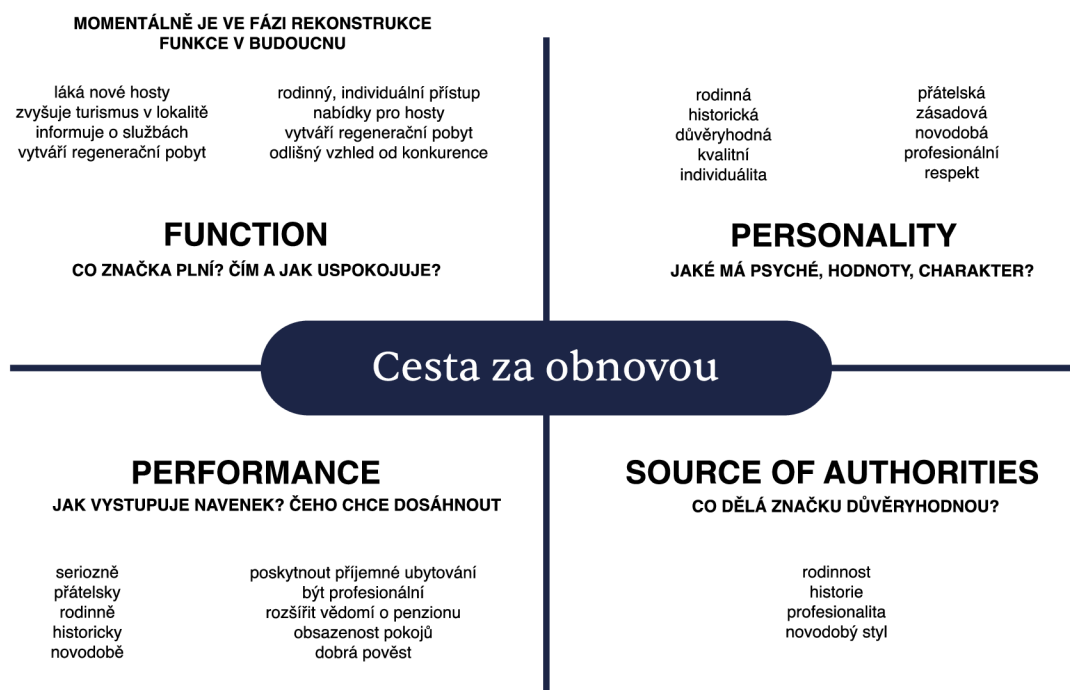 MOMENTÁLNĚ JE VE FÁZI REKONSTRUKCE
FUNKCE V BUDOUCNU
láká nové hosty
zvyšuje turismus v lokalitě
informuje o službách
vytváří regenerační pobyt
rodinný, individuální přístup
nabídky pro hosty
vytváří regenerační pobyt
odlišný vzhled od konkurence
FUNCTION
CO ZNAČKA PLNÍ? ČÍM A JAK USPOKOJUJE?
rodinná
historická
důvěryhodná
kvalitní
individuálita
přátelská
zásadová
novodobá
profesionální
respekt
PERSONALITY
JAKÉ MÁ PSYCHÉ, HODNOTY, CHARAKTER?
Cesta za obnovou
PERFORMANCE
JAK VYSTUPUJE NAVENEK? ČEHO CHCE DOSÁHNOUT
seriozně
přátelsky
rodinně
historicky
novodobě
poskytnout příjemné ubytování
být profesionální
rozšířit vědomí o penzionu
obsazenost pokojů
dobrá pověst
SOURCE OF AUTHORITIES
CO DĚLÁ ZNAČKU DŮVĚRYHODNOU?
rodinnost
historie
profesionalita
novodobý styl